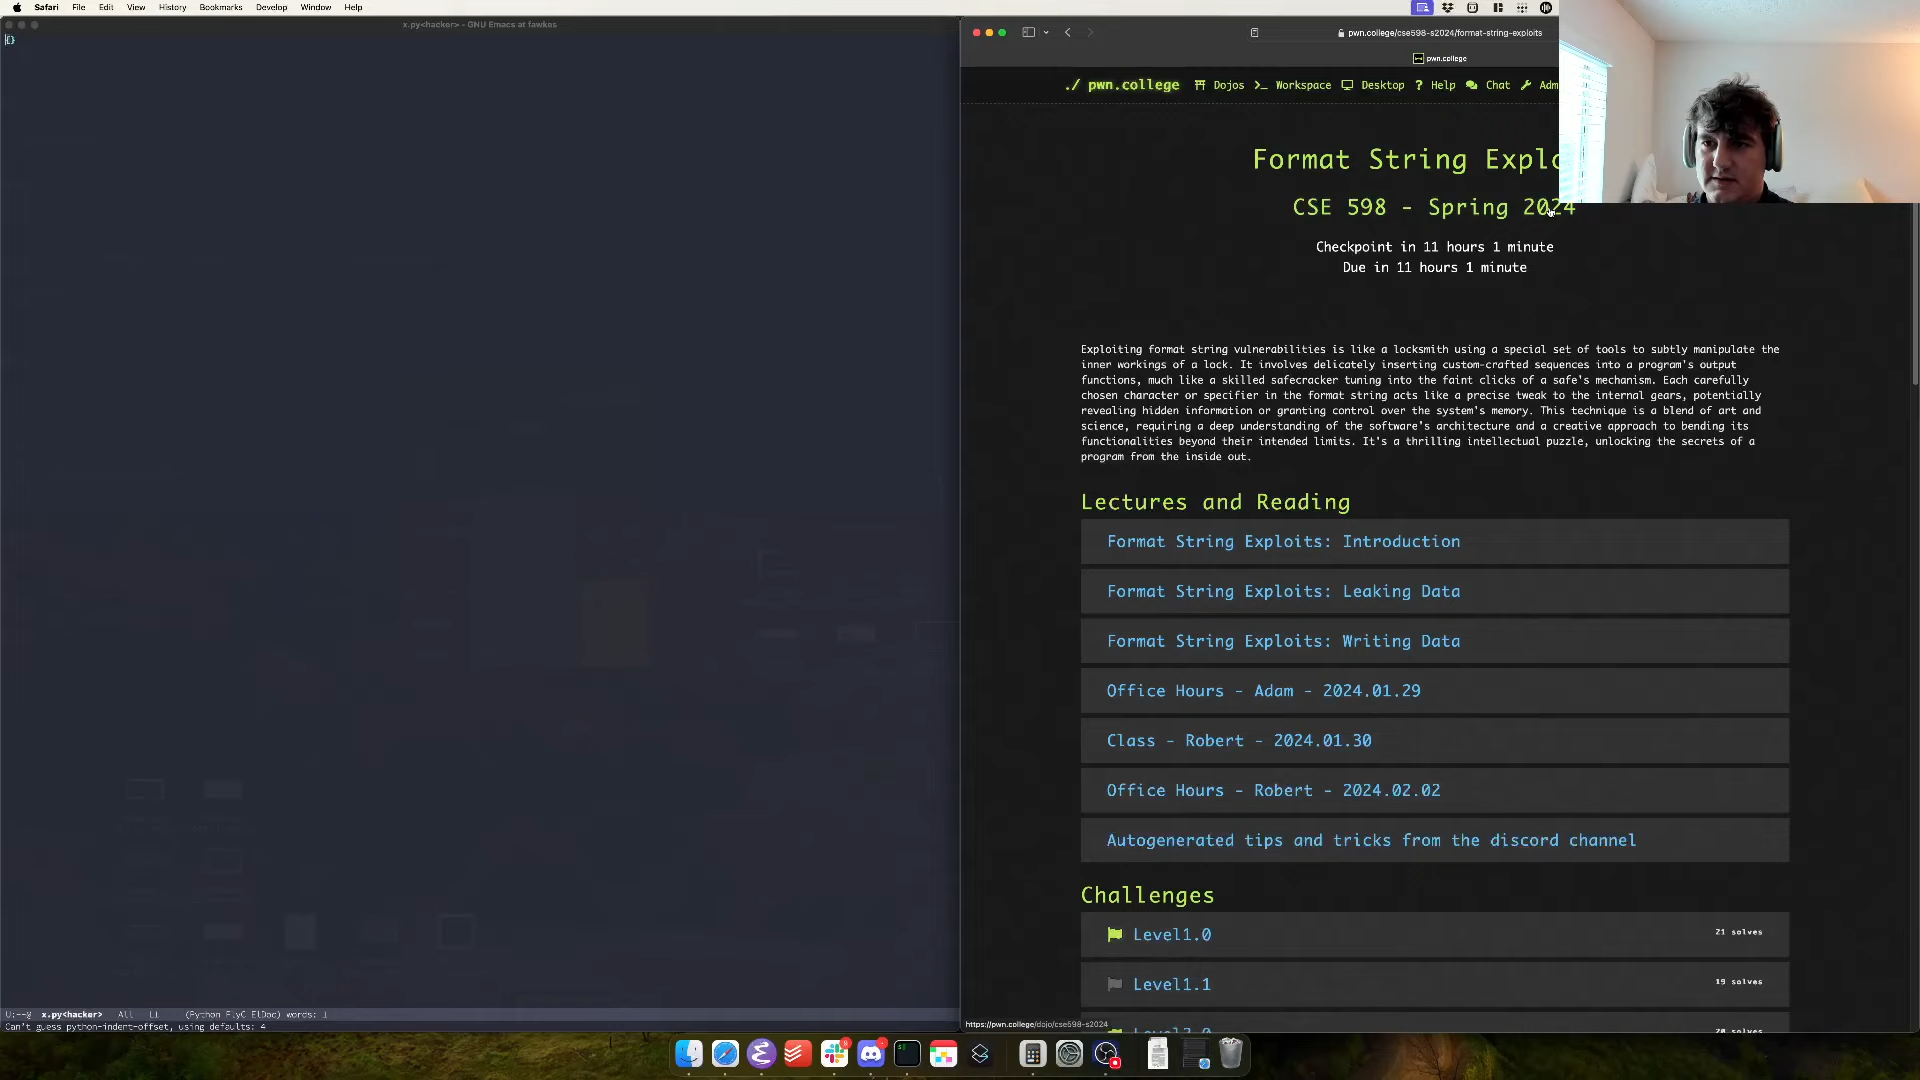 Safari File Edit View History Bookmarks Develop Window Help
x.py<hacker> - GNU Emacs at fawkes
{}
U:--@ x.py<hacker> All L1 (Python FlyC ElDoc) words: 1
Can't guess python-indent-offset, using defaults: 4
pwn.college/cse598-s2024/format-string-exploits
pwn.college
./ pwn.college Dojos Workspace Desktop ? Help Chat Adm
Format String Explo
CSE 598 - Spring 2024
Checkpoint in 11 hours 1 minute
Due in 11 hours 1 minute
Exploiting format string vulnerabilities is like a locksmith using a special set of tools to subtly manipulate the
inner workings of a lock. It involves delicately inserting custom-crafted sequences into a program's output
functions, much like a skilled safecracker tuning into the faint clicks of a safe's mechanism. Each carefully
chosen character or specifier in the format string acts like a precise tweak to the internal gears, potentially
revealing hidden information or granting control over the system's memory. This technique is a blend of art and
science, requiring a deep understanding of the software's architecture and a creative approach to bending its
functionalities beyond their intended limits. It's a thrilling intellectual puzzle, unlocking the secrets of a
program from the inside out.
Lectures and Reading
Format String Exploits: Introduction
Format String Exploits: Leaking Data
Format String Exploits: Writing Data
Office Hours - Adam - 2024.01.29
Class - Robert - 2024.01.30
Office Hours - Robert - 2024.02.02
Autogenerated tips and tricks from the discord channel
Challenges
Level1.0 21 solves
Level1.1 19 solves
https://pwn.college/dojo/cse598-s2024